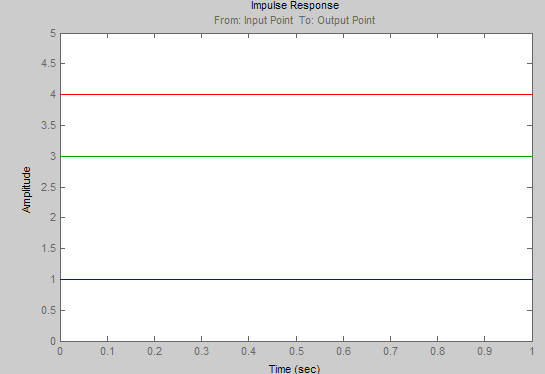 Impulse Response
From: Input Point To: Output Point
5
4.5
4
3.5
3
2.5
2
1.5
1
0.5
0
Amplitude
0 0.1 0.2 0.3 0.4 0.5 0.6 0.7 0.8 0.9 1
Time (sec)